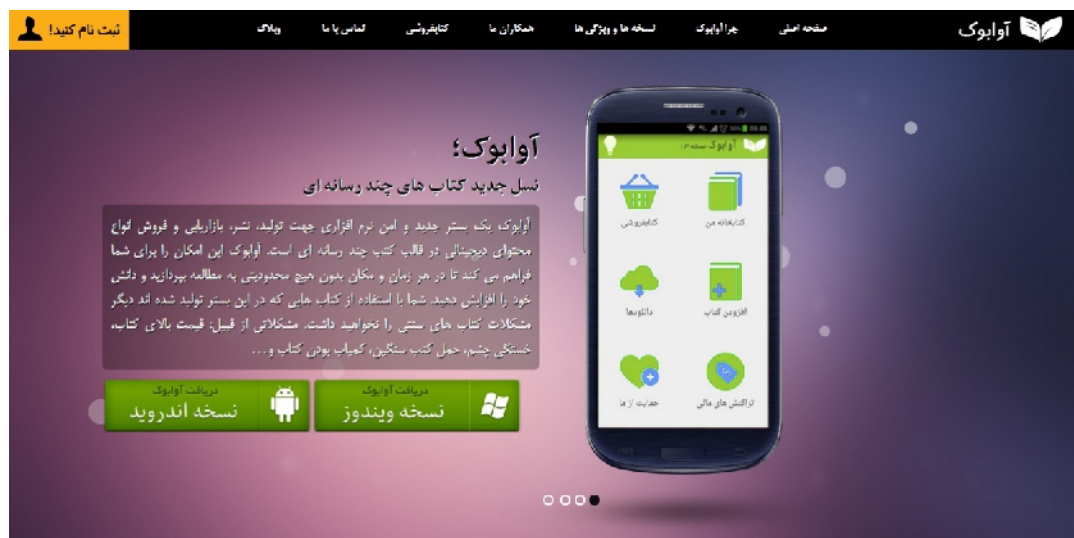 آوابوک
صفحه اصلی
چرا آوابوک
نسخه ها و ویژگی ها
همکاران ما
کتابفروشی
تماس با ما
وبلاگ
ثبت نام کنید!
آوابوک؛
نسل جدید کتاب های چند رسانه ای
آوابوک، یک بستر جدید و امن نرم افزاری جهت تولید، نشر، بازاریابی و فروش انواع
محتوای دیجیتالی در قالب کتب چند رسانه ای است. آوابوک این امکان را برای شما
فراهم می کند تا در هر زمان و مکان بدون هیچ محدودیتی به مطالعه بپردازید و دانش
خود را افزایش دهید. شما با استفاده از کتاب هایی که در این بستر تولید شده اند دیگر
مشکلات کتاب های سنتی را نخواهید داشت. مشکلاتی از قبیل: قیمت بالای کتاب،
خستگی چشم، حمل کتب سنگین، کمیاب بودن کتاب و...
دریافت آوابوک
نسخه ویندوز
دریافت آوابوک
نسخه اندروید
آوابوک
کتابخانه من
کتابفروشی
افزودن کتاب
دانلودها
تراکنش های مالی
حمایت از ما